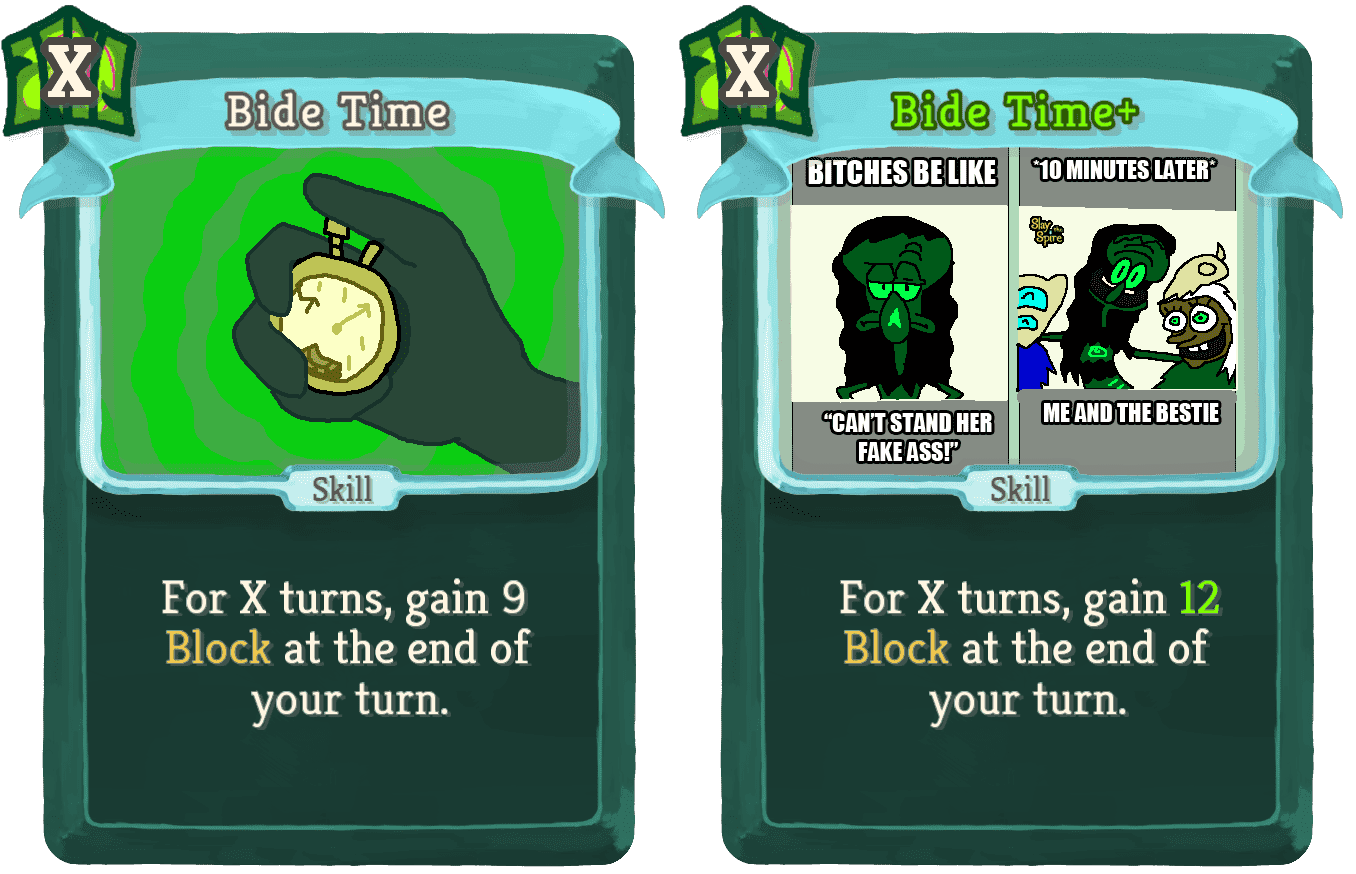 X
Bide Time
Skill
For X turns, gain 9
Block at the end of
your turn.
X
Bide Time+
BITCHES BE LIKE
"CAN'T STAND HER
FAKE ASS!"
*10 MINUTES LATER*
Slay the
Spire
ME AND THE BESTIE
Skill
For X turns, gain 12
Block at the end of
your turn.